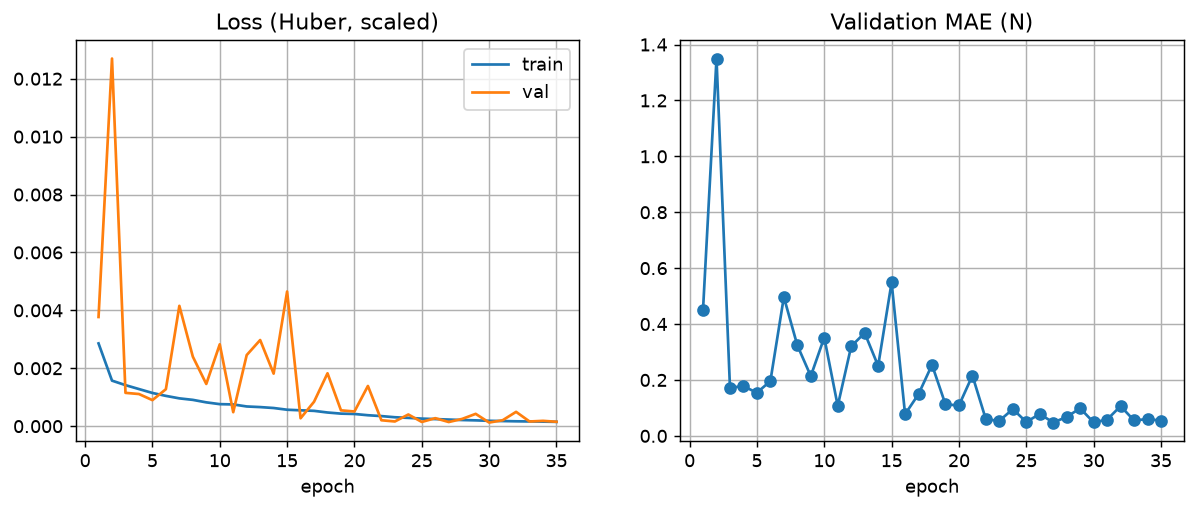 Loss (Huber, scaled)
train
val
0.012
0.010
0.008
0.006
0.004
0.002
0.000
0 5 10 15 20 25 30 35
epoch
Validation MAE (N)
1.4
1.2
1.0
0.8
0.6
0.4
0.2
0.0
0 5 10 15 20 25 30 35
epoch